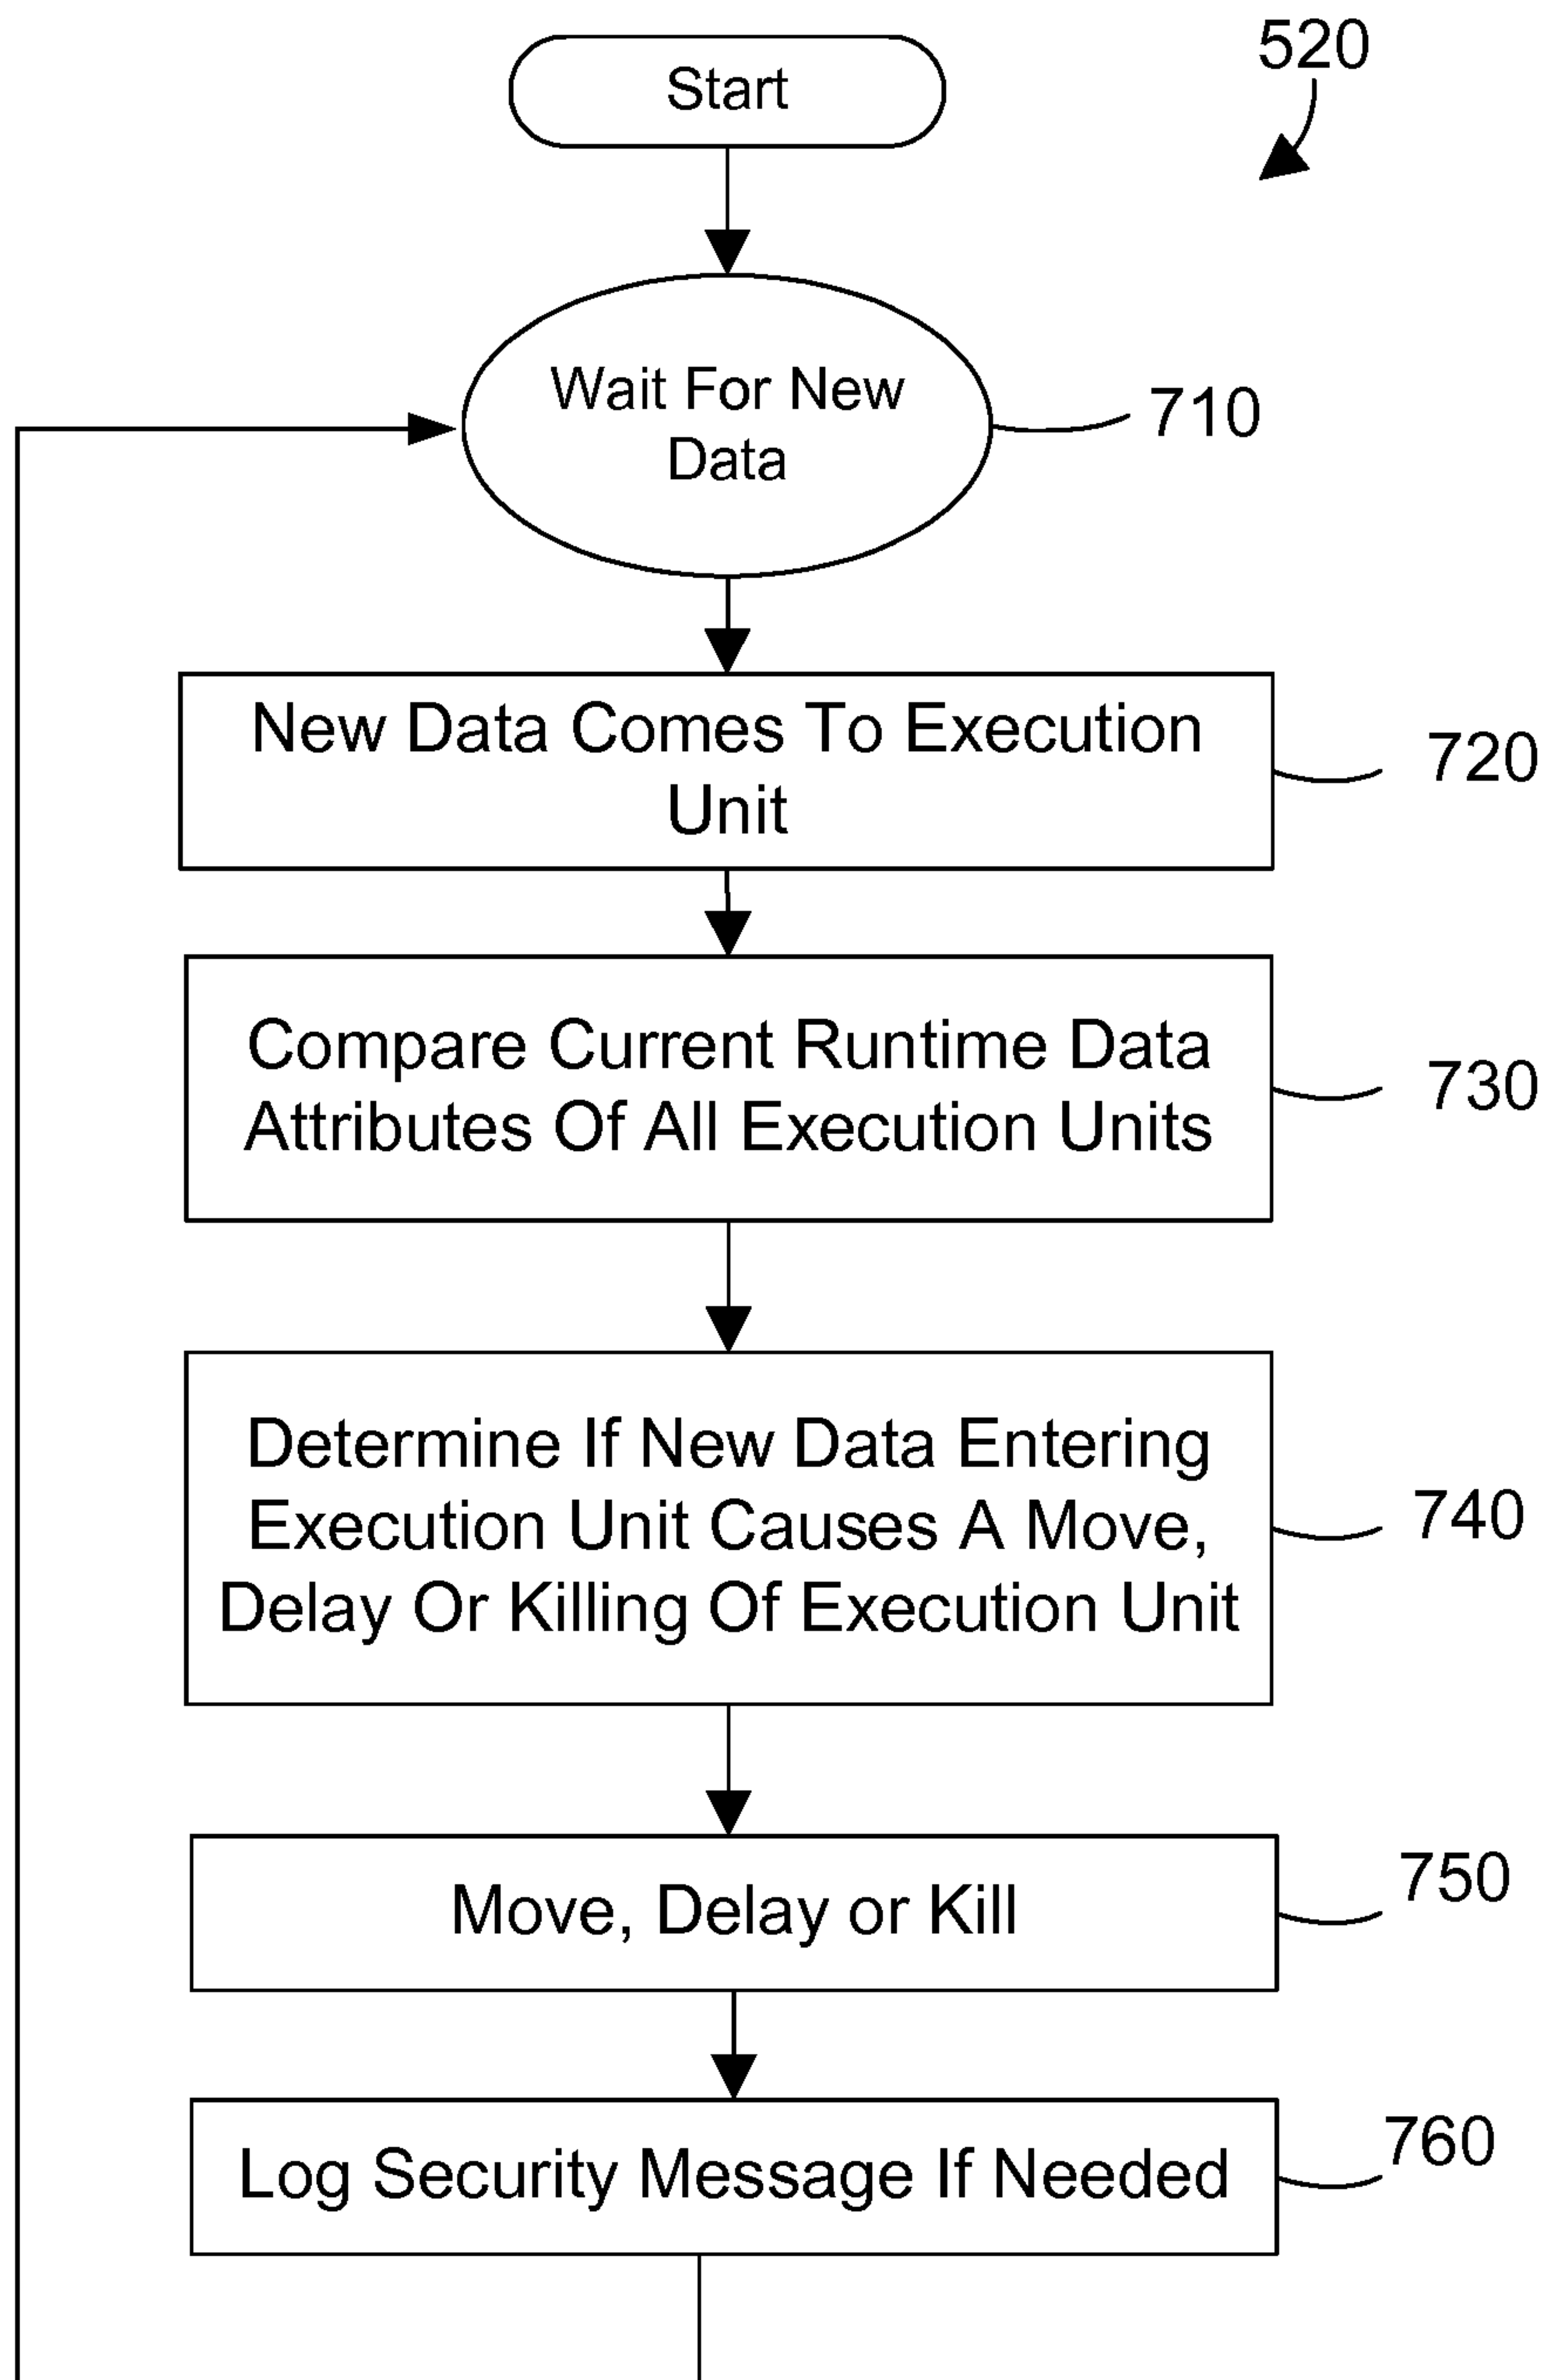 520
Start
Wait For New
Data
710
New Data Comes To Execution
Unit
720
Compare Current Runtime Data
Attributes Of All Execution Units
730
Determine If New Data Entering
Execution Unit Causes A Move,
Delay Or Killing Of Execution Unit
740
Move, Delay or Kill
750
Log Security Message If Needed
760